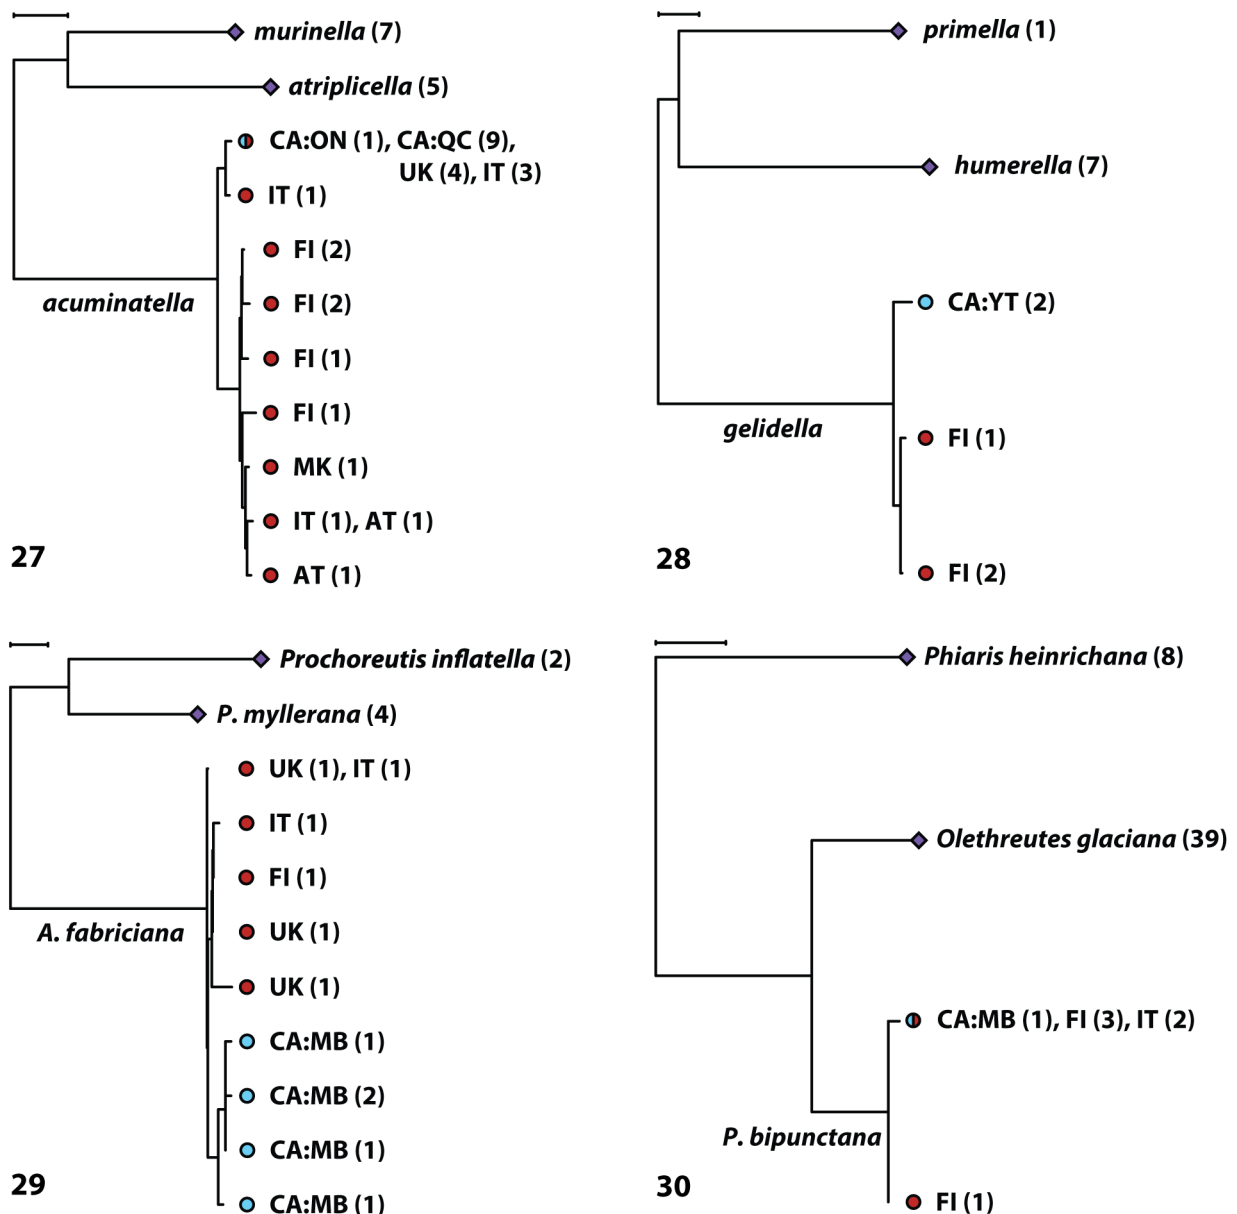 murinella (7)
atriplicella (5)
CA:ON (1), CA:QC (9),
UK (4), IT (3)
IT (1)
FI (2)
FI (2)
acuminatella
FI (1)
FI (1)
MK (1)
IT (1), AT (1)
AT (1)
27
primella (1)
humerella (7)
CA:YT (2)
gelidella
FI (1)
FI (2)
28
Prochoreutis inflatella (2)
P. myllerana (4)
UK (1), IT (1)
IT (1)
FI (1)
A. fabriciana
UK (1)
UK (1)
CA:MB (1)
CA:MB (2)
CA:MB (1)
CA:MB (1)
29
Phiaris heinrichana (8)
Olethreutes glaciana (39)
CA:MB (1), FI (3), IT (2)
P. bipunctana
FI (1)
30